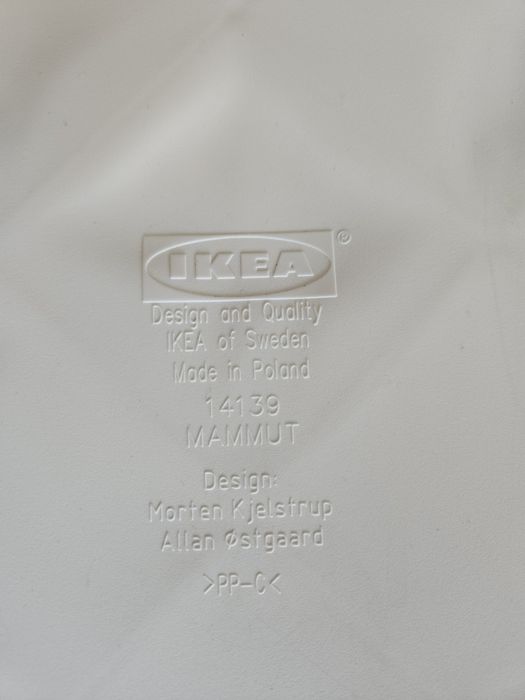 IKEA®
Design and Quality
IKEA of Sweden
Made in Poland
14139
MAMMUT
Design:
Morten Kjelstrup
Allan Østgaard
>PP-C<